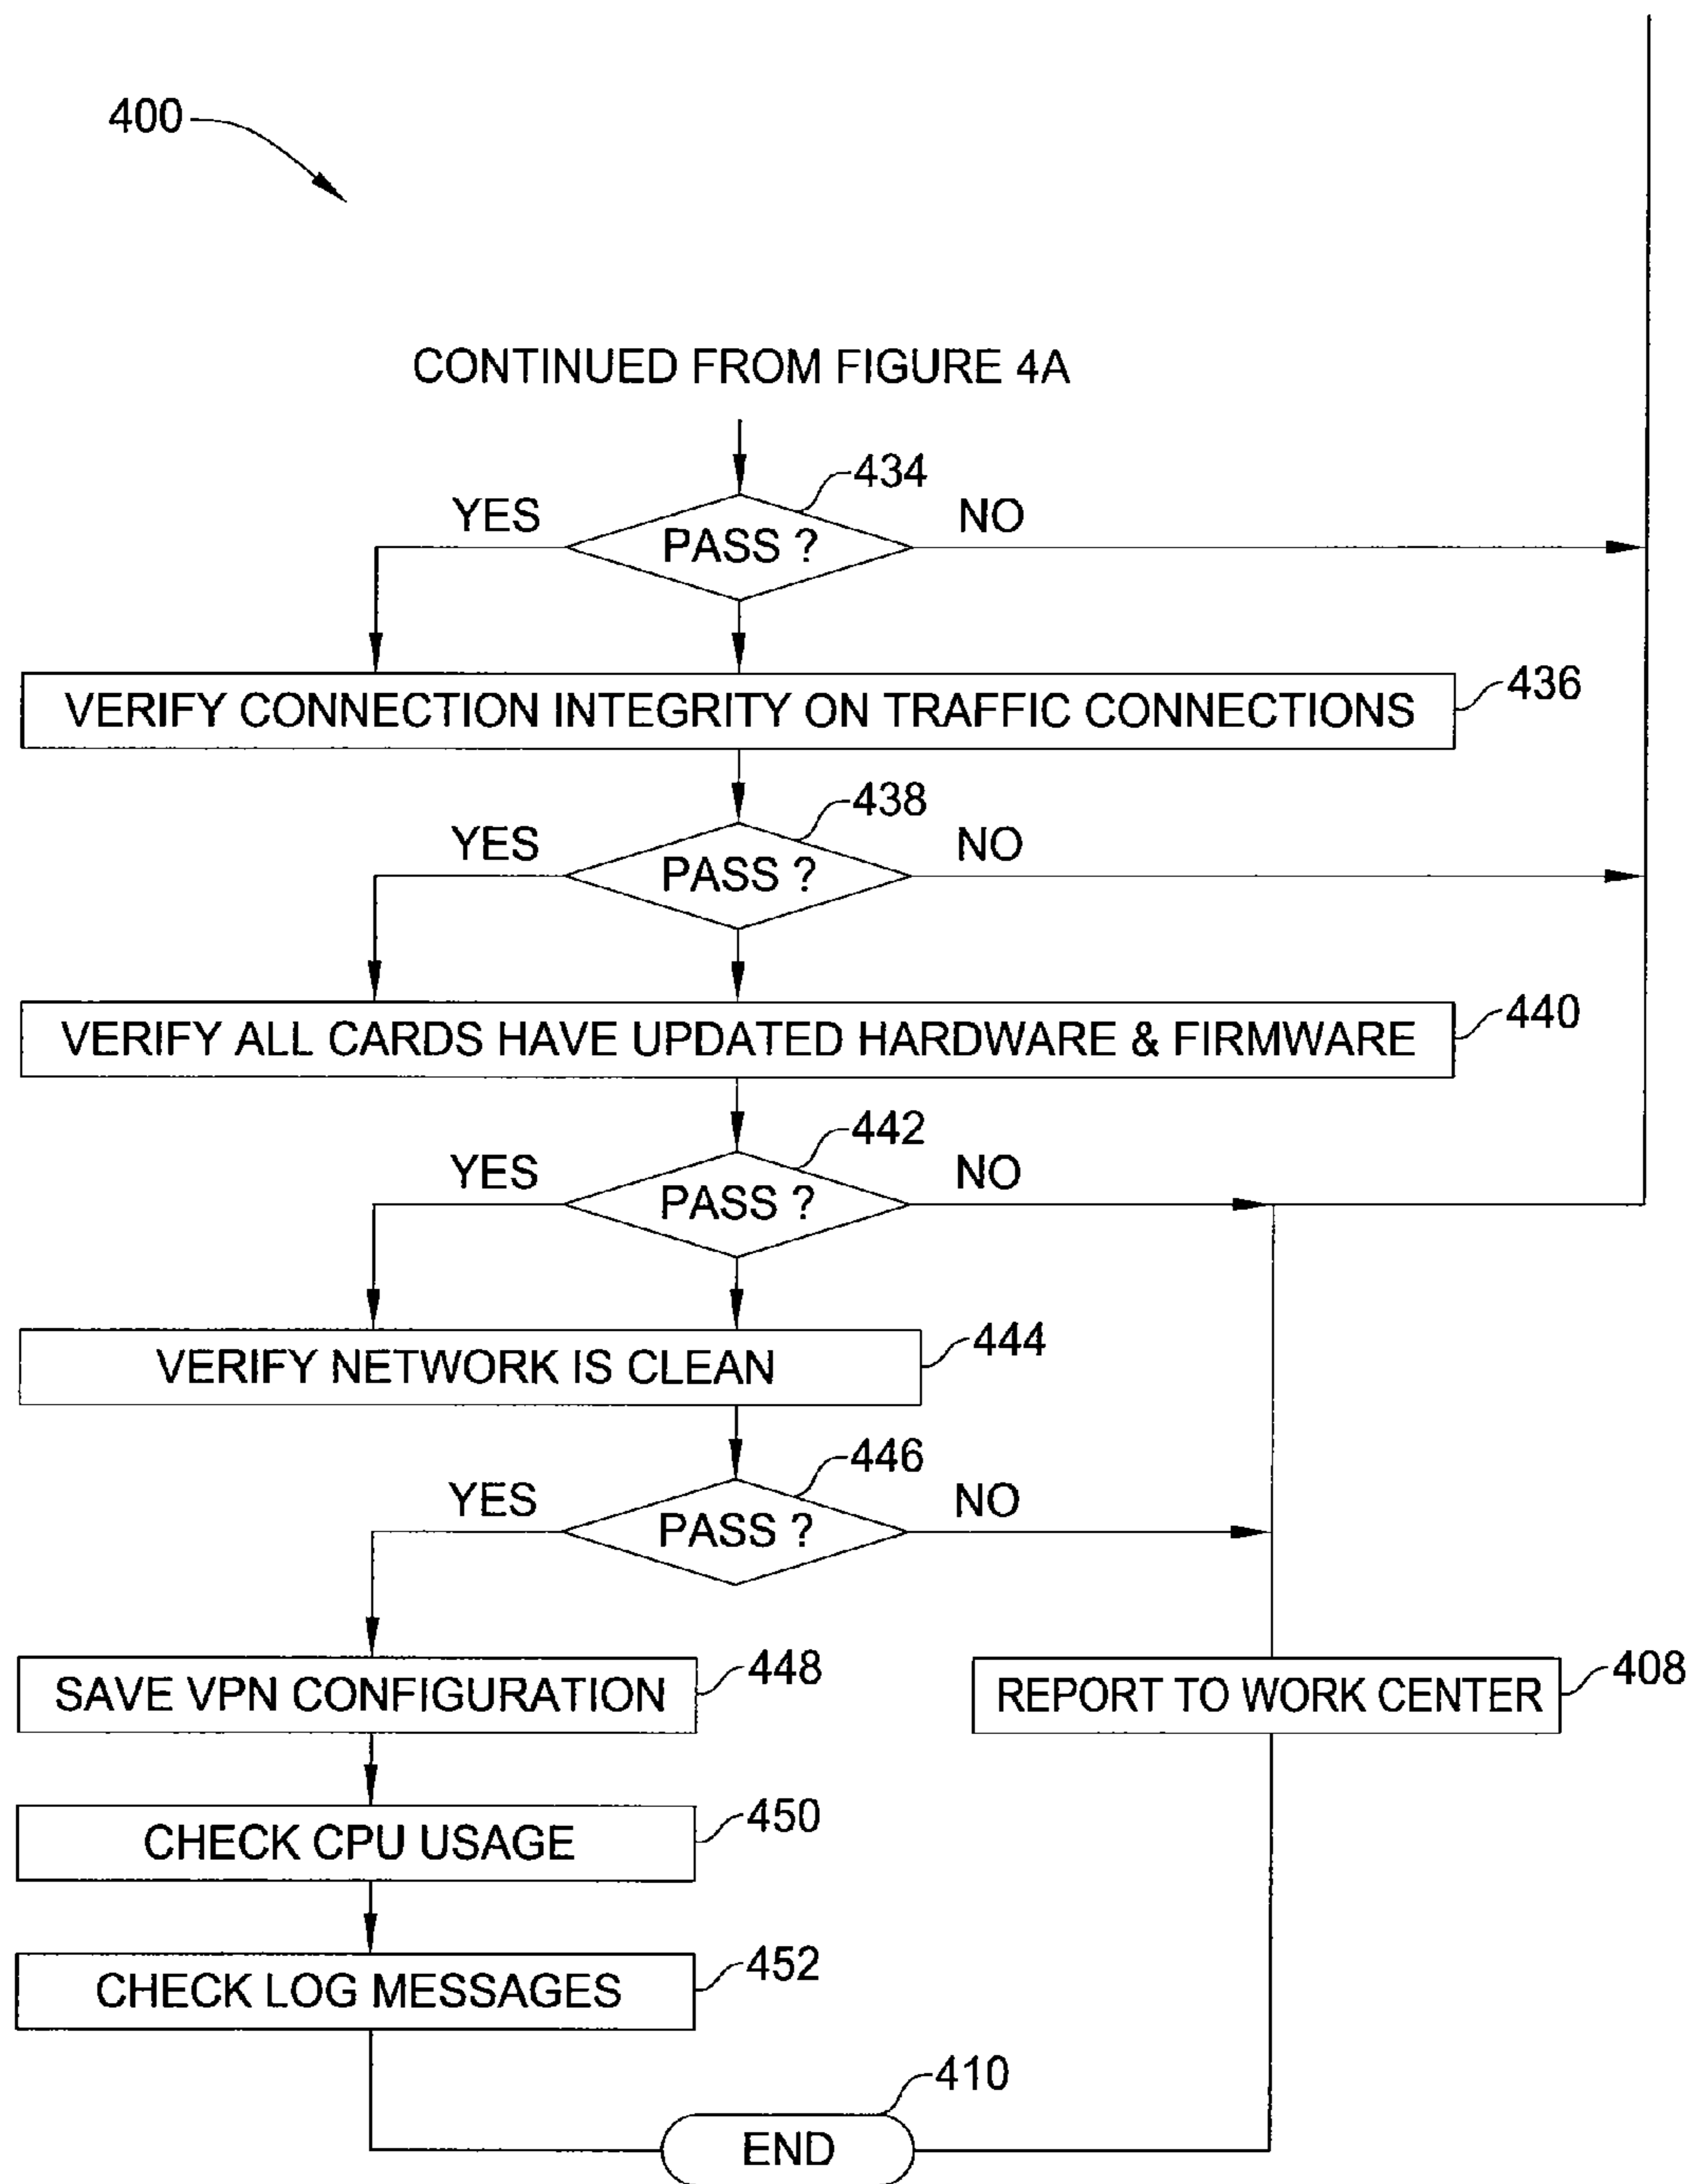 400
CONTINUED FROM FIGURE 4A
434
YES
PASS ?
NO
436
VERIFY CONNECTION INTEGRITY ON TRAFFIC CONNECTIONS
438
YES
PASS ?
NO
440
VERIFY ALL CARDS HAVE UPDATED HARDWARE & FIRMWARE
442
YES
PASS ?
NO
444
VERIFY NETWORK IS CLEAN
446
YES
PASS ?
NO
448
SAVE VPN CONFIGURATION
408
REPORT TO WORK CENTER
450
CHECK CPU USAGE
452
CHECK LOG MESSAGES
410
END